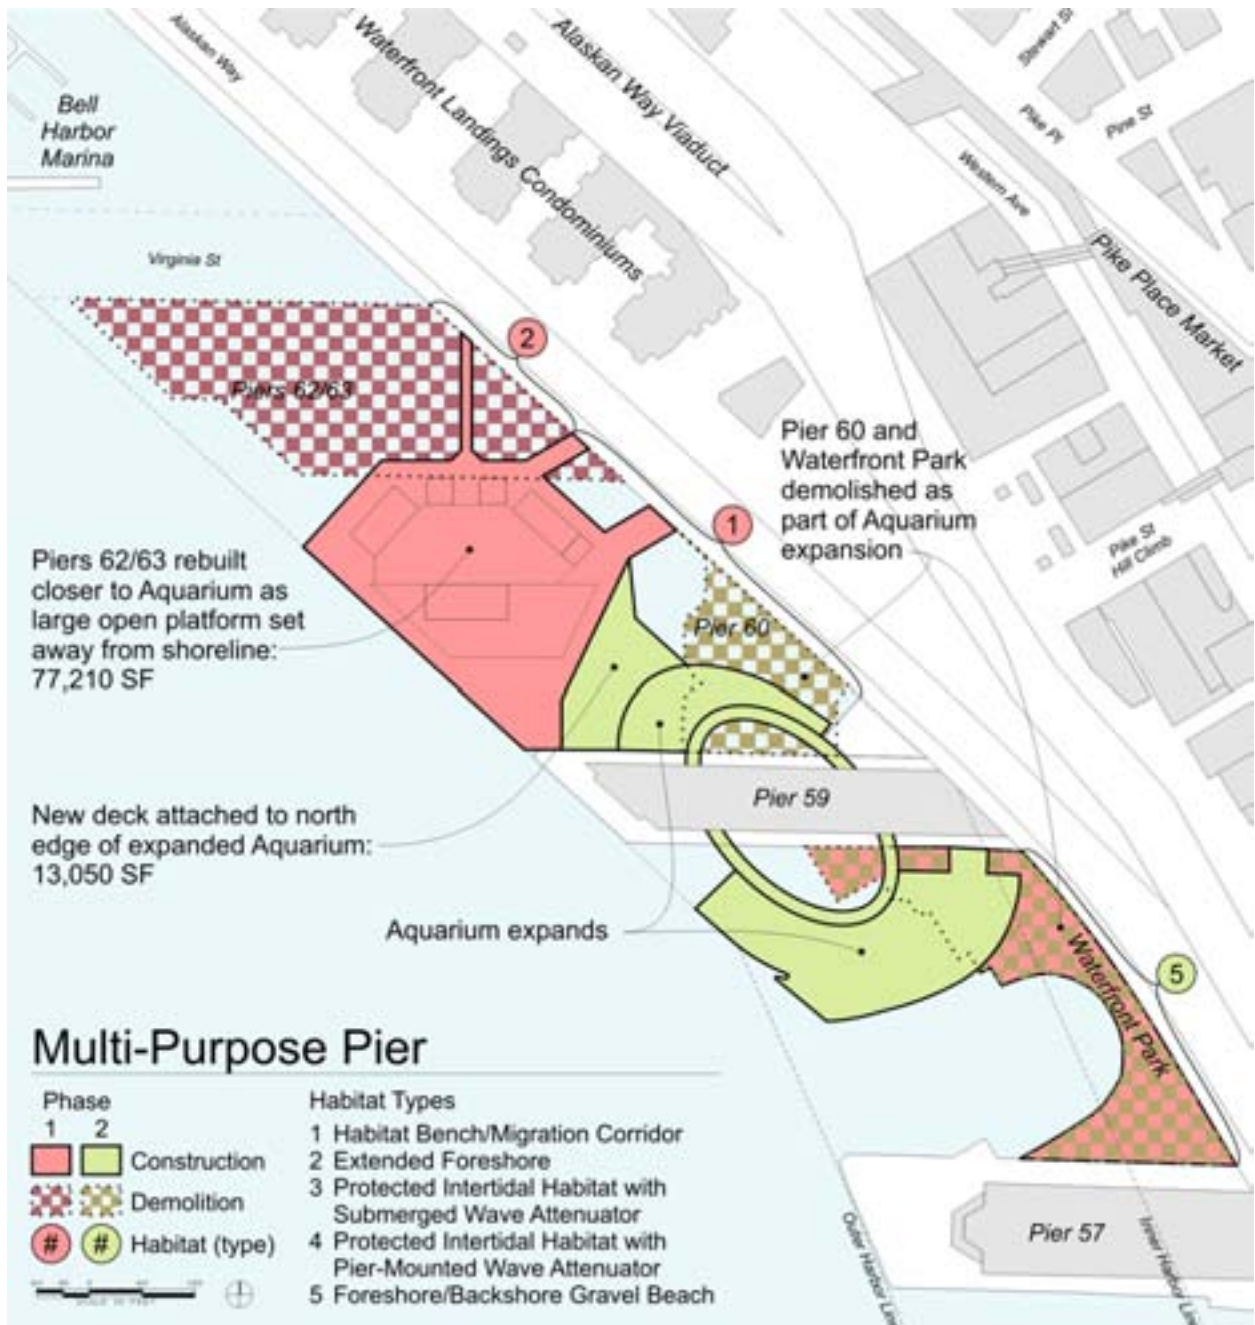 Alaskan Way
Waterfront Landings Condominiums
Alaskan Way Viaduct
Stewart St
Pike Pl
Pine St
Western Ave
Pike Place Market
Bell
Harbor
Marina
Virginia St
2
Piers 62/63
Pier 60 and
Waterfront Park
demolished as
part of Aquarium
expansion
1
Pike St
Hill Climb
Piers 62/63 rebuilt
closer to Aquarium as
large open platform set
away from shoreline:
77,210 SF
Pier 60
New deck attached to north
edge of expanded Aquarium:
13,050 SF
Pier 59
Aquarium expands
Waterfront Park
5
Multi-Purpose Pier
Phase
1 2
Construction
Demolition
# # Habitat (type)
SCALE IN FEET
Habitat Types
1 Habitat Bench/Migration Corridor
2 Extended Foreshore
3 Protected Intertidal Habitat with
Submerged Wave Attenuator
4 Protected Intertidal Habitat with
Pier-Mounted Wave Attenuator
5 Foreshore/Backshore Gravel Beach
Outer Harbor Line
Inner Harbor Line
Pier 57